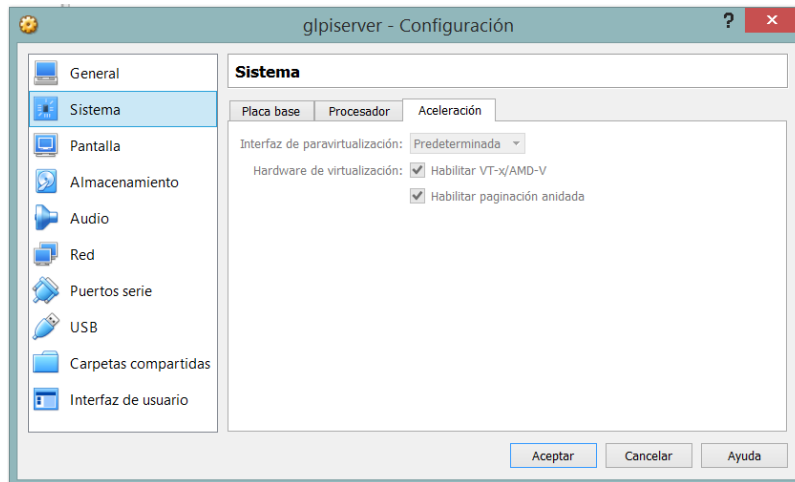 glpiserver - Configuración
?
×
General
Sistema
Pantalla
Almacenamiento
Audio
Red
Puertos serie
USB
Carpetas compartidas
Interfaz de usuario
Sistema
Placa base Procesador Aceleración
Interfaz de paravirtualización: Predeterminada
Hardware de virtualización: Habilitar VT-x/AMD-V
Habilitar paginación anidada
Aceptar Cancelar Ayuda